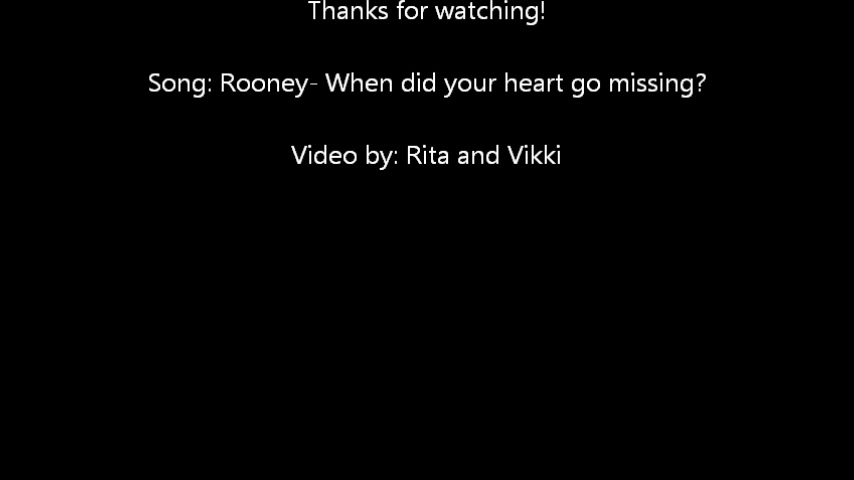 Thanks for watching!
Song: Rooney- When did your heart go missing?
Video by: Rita and Vikki